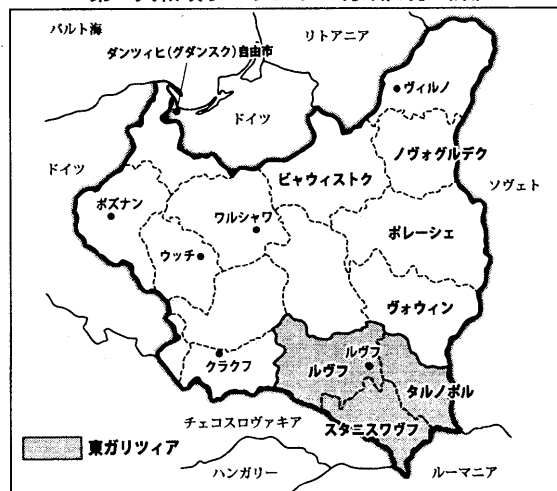 バルト海
リトアニア
ダンツィヒ(グダンスク)自由市
ヴィルノ
ドイツ
ノヴォグルデク
ドイツ
ビャウィストク
ソヴェト
ポズナン
ワルシャワ
ポレーシェ
ウッチ
ヴォウィン
ルヴフ
ルヴフ
クラクフ
タルノポル
チェコスロヴァキア
スタニスワヴフ
東ガリツィア
ハンガリー
ルーマニア